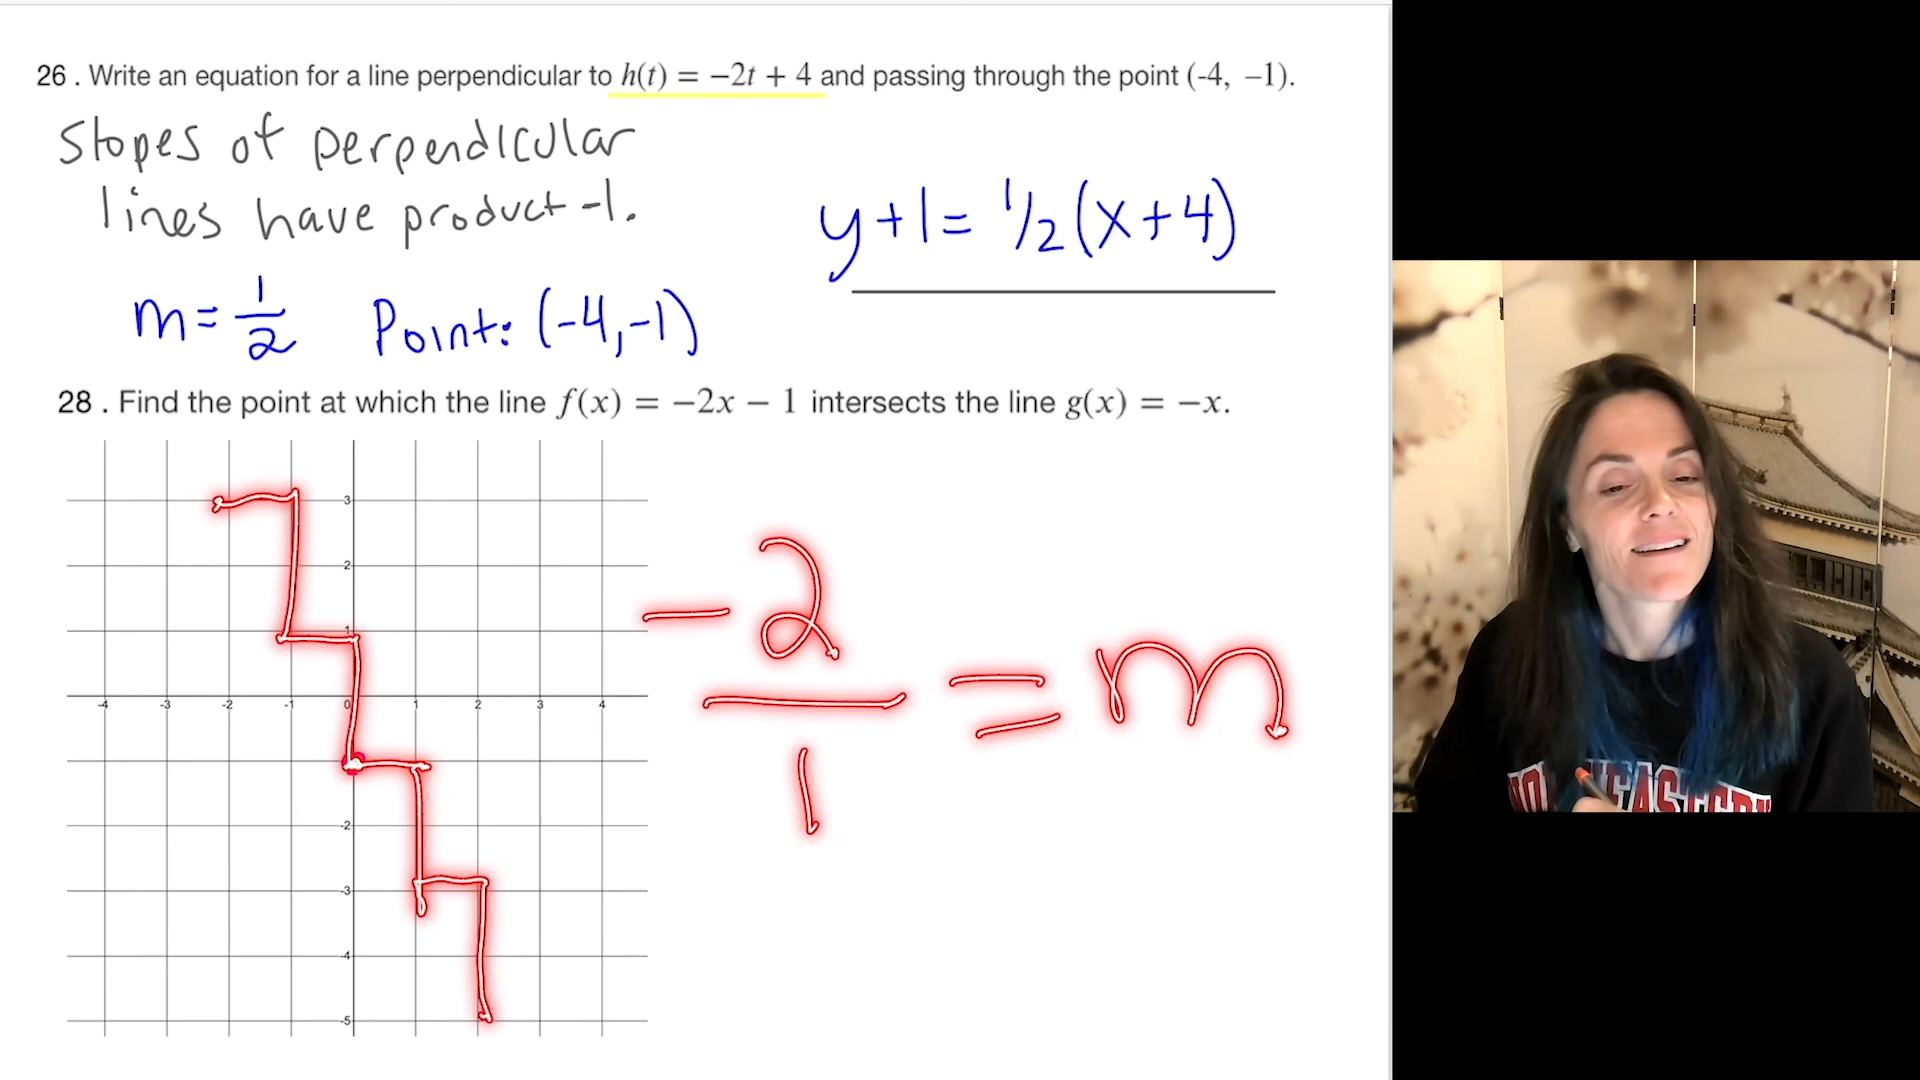 26 . Write an equation for a line perpendicular to h(t) = −2t + 4 and passing through the point (-4, −1).
Slopes of perpendicular
lines have product -1.
y+1= 1/2(x+4)
m= 1/2 Point: (-4,-1)
28 . Find the point at which the line f(x) = −2x − 1 intersects the line g(x) = −x.
3
2
1
-4 -3 -2 -1 0 1 2 3 4
-2
-3
-4
-5
-2/1 = m